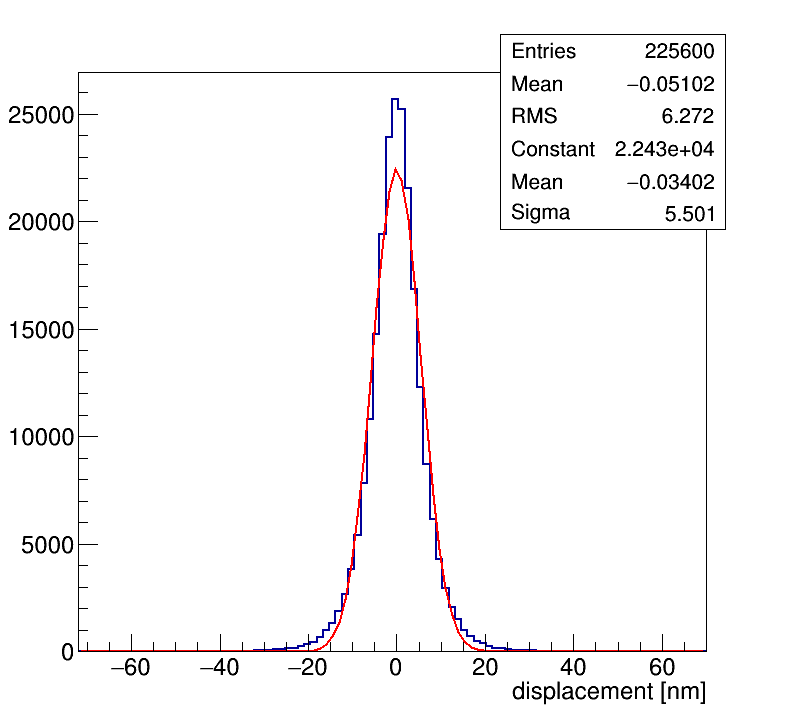 Entries 225600
Mean −0.05102
RMS 6.272
Constant 2.243e+04
Mean −0.03402
Sigma 5.501
25000
20000
15000
10000
5000
0
−60 −40 −20 0 20 40 60
displacement [nm]